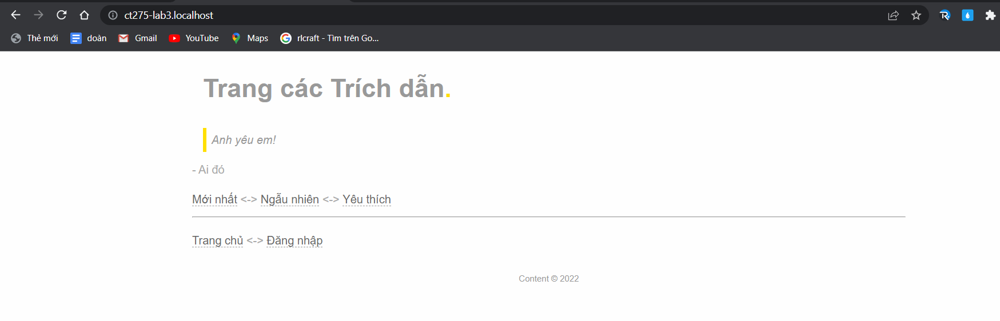 ct275-lab3.localhost
Thẻ mới doàn Gmail YouTube Maps rlcraft - Tìm trên Go...
Trang các Trích dẫn.
Anh yêu em!
- Ai đó
Mới nhất <-> Ngẫu nhiên <-> Yêu thích
Trang chủ <-> Đăng nhập
Content © 2022